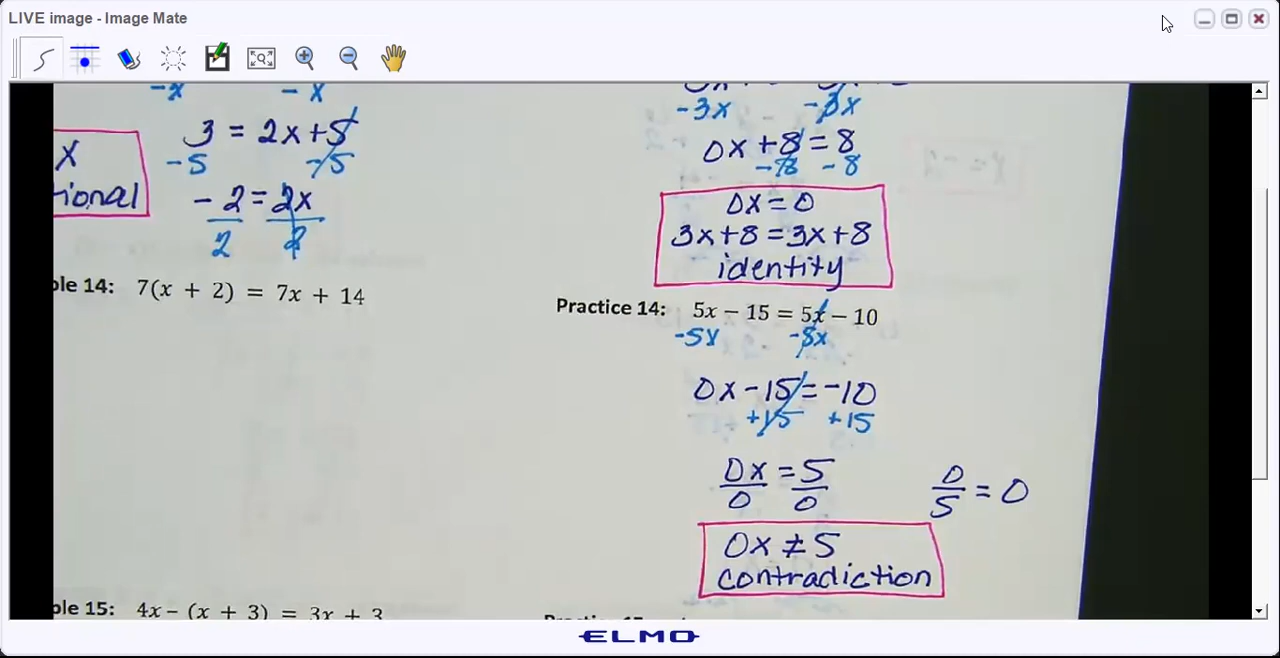 LIVE image - Image Mate
-x - x
3 = 2x+5
-5 -5
-2 = 2x
2 2
x
tional
-3x -3x
0x +8 = 8
-8 -8
0x = 0
3x+8 = 3x+8
identity
ple 14: 7(x + 2) = 7x + 14
Practice 14: 5x − 15 = 5x − 10
-5x -5x
0x -15 = -10
+15 +15
0x = 5
0 0
0/5 = 0
0x ≠ 5
contradiction
ple 15: 4x − (x + 3) = 3x + 3
ELMO